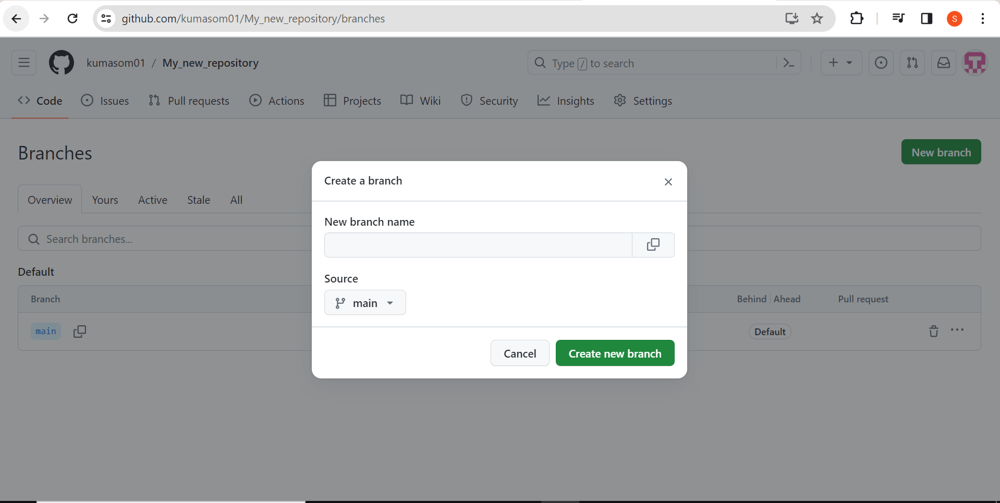 github.com/kumasom01/My_new_repository/branches
S
kumasom01 / My_new_repository
Type / to search
Code Issues Pull requests Actions Projects Wiki Security Insights Settings
Branches
New branch
Overview Yours Active Stale All
Search branches...
Default
Branch Behind Ahead Pull request
main Default
Create a branch
New branch name
Source
main
Cancel Create new branch